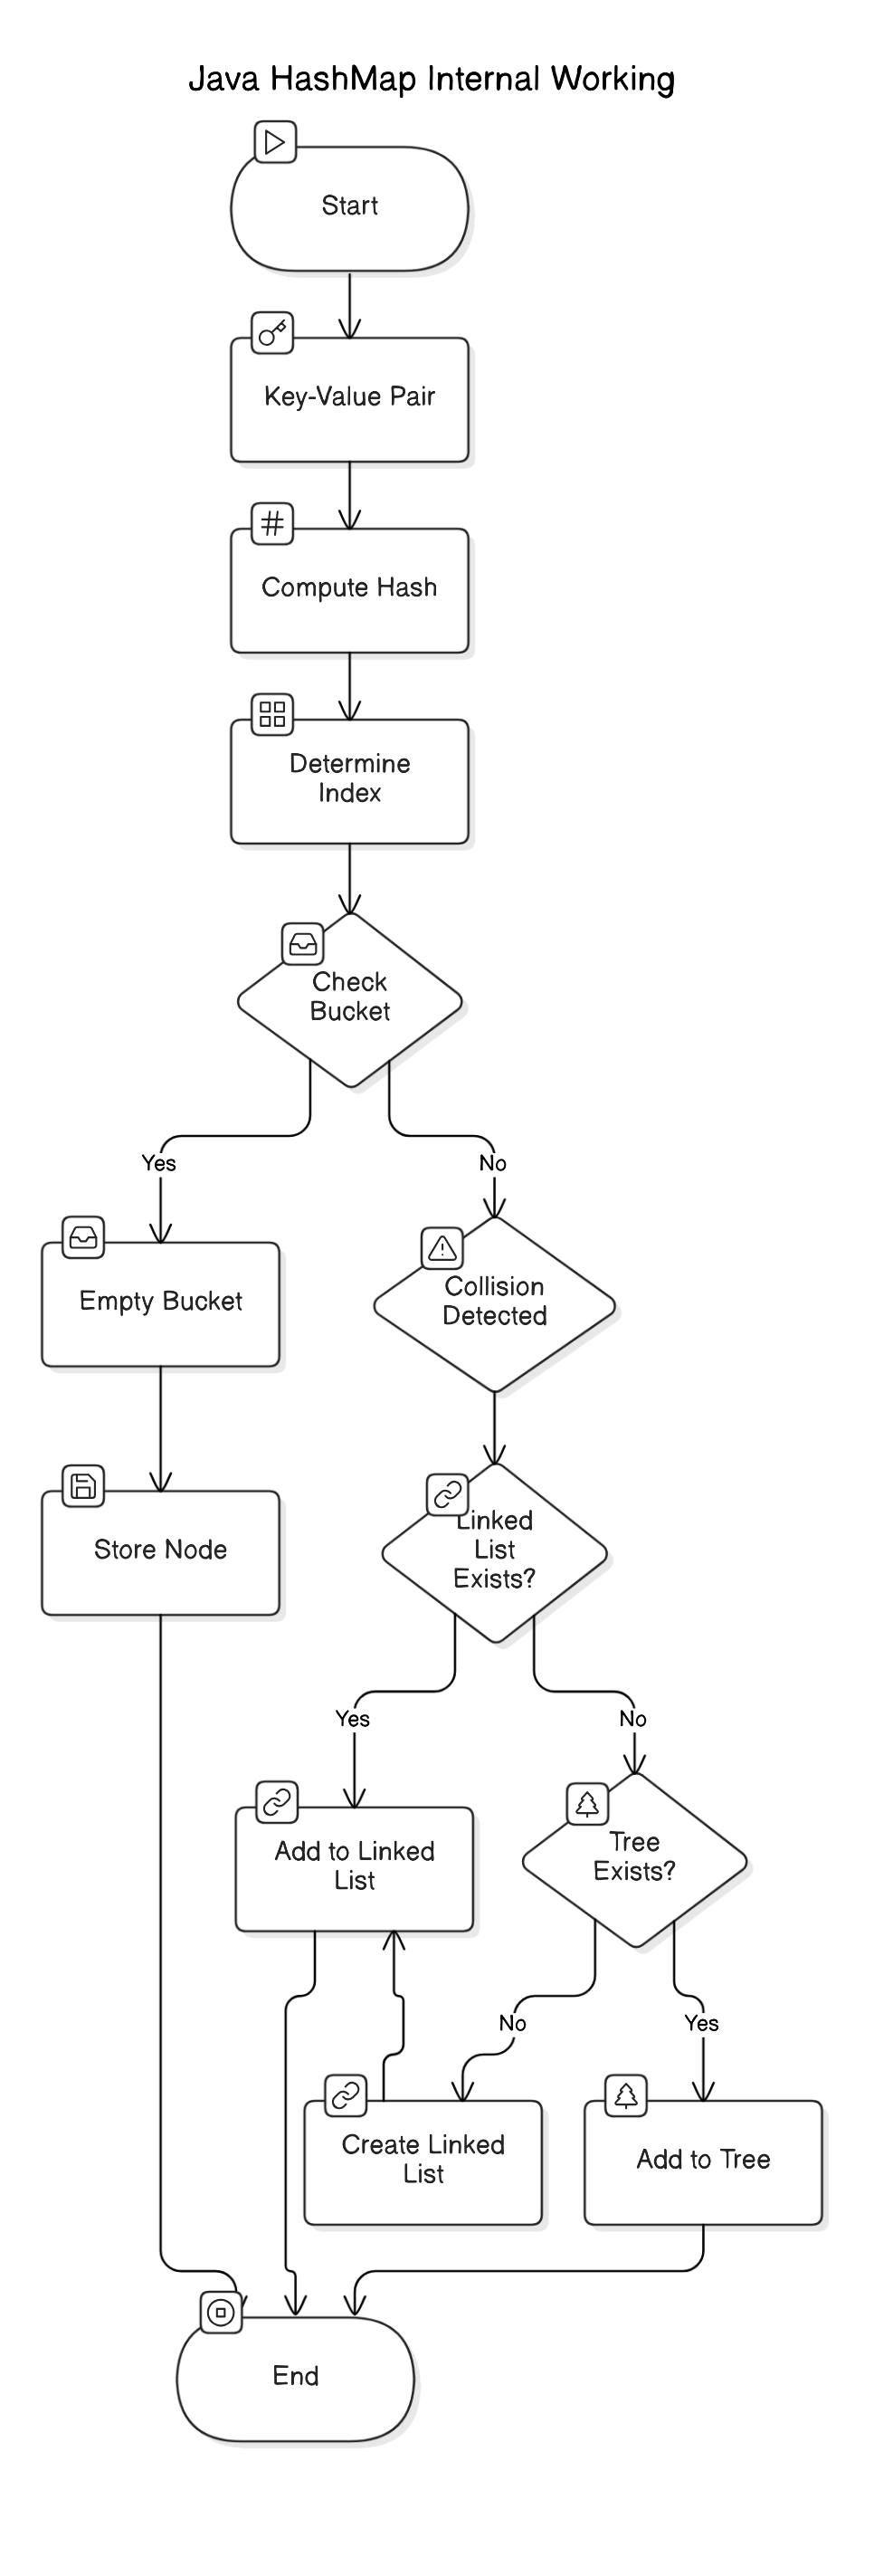 Java HashMap Internal Working
Start
Key-Value Pair
#
Compute Hash
Determine
Index
Check
Bucket
Yes
No
Empty Bucket
Collision
Detected
Store Node
Linked
List
Exists?
Yes
No
Add to Linked
List
Tree
Exists?
No
Yes
Create Linked
List
Add to Tree
End